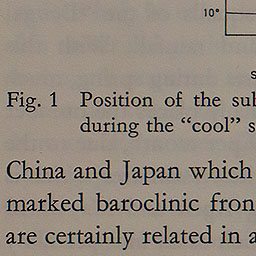 10°
Fig. 1 Position of the sub
during the “cool” s
China and Japan which
marked baroclinic fron
are certainly related in a